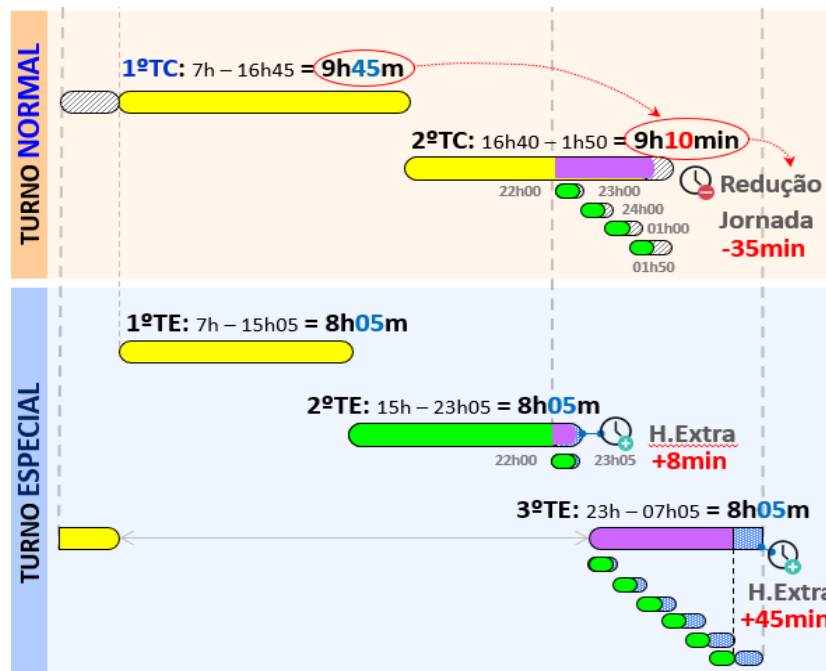 TURNO NORMAL
1ºTC: 7h – 16h45 = 9h45m
2ºTC: 16h40 – 1h50 = 9h10min
22h00
23h00
24h00
01h00
01h50
Redução
Jornada
-35min
TURNO ESPECIAL
1ºTE: 7h – 15h05 = 8h05m
2ºTE: 15h – 23h05 = 8h05m
22h00
23h05
H.Extra
+8min
3ºTE: 23h – 07h05 = 8h05m
H.Extra
+45min